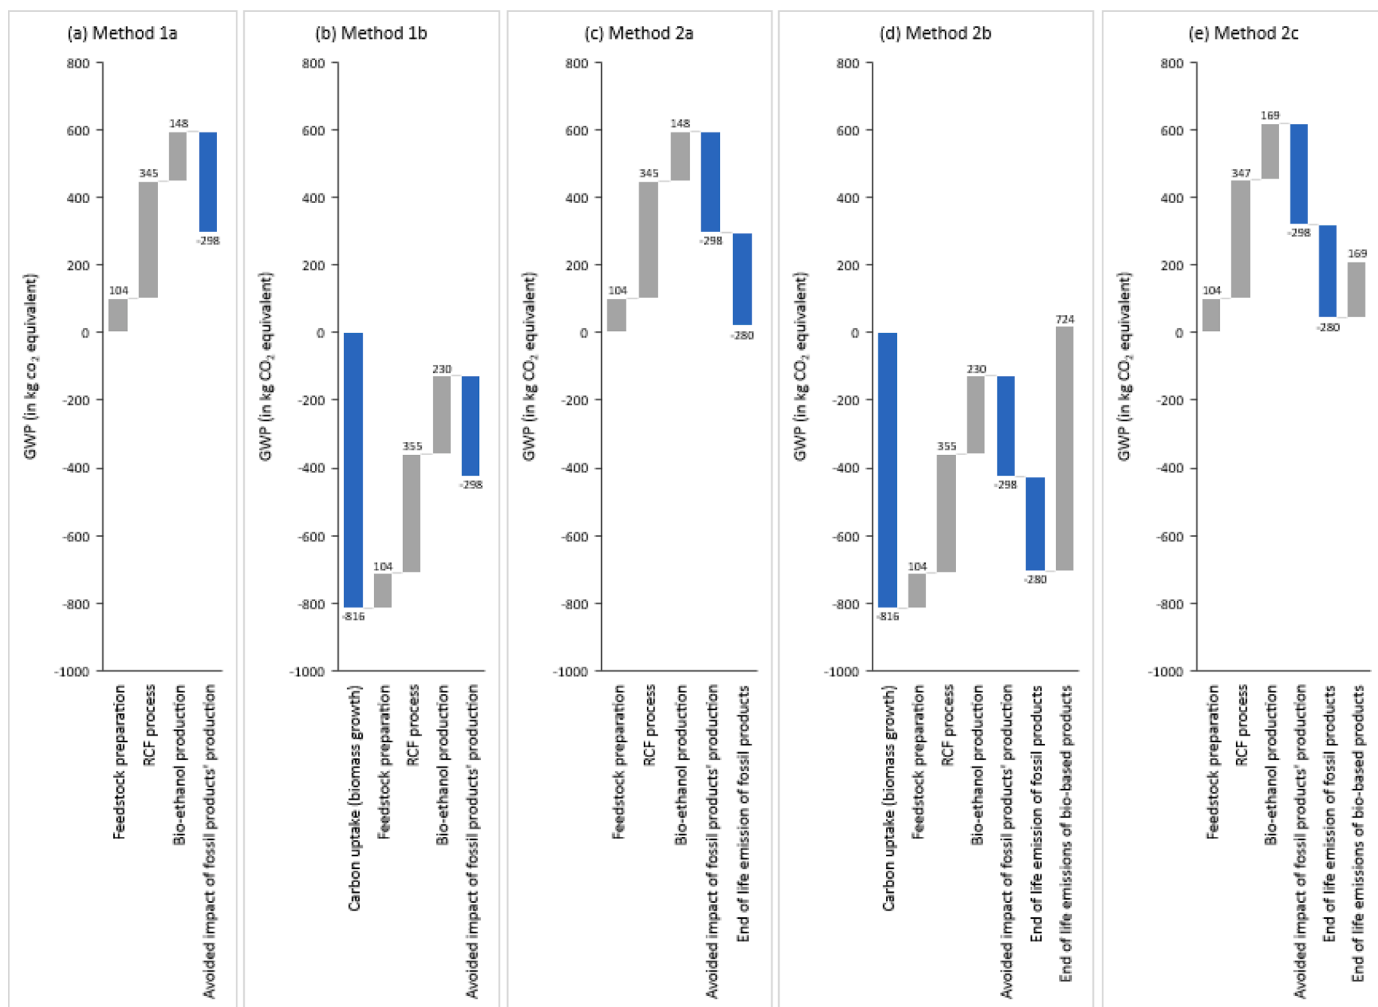 (a) Method 1a
GWP (in kg co₂ equivalent)
800
600
400
200
0
-200
-400
-600
-800
-1000
104
345
148
-298
Feedstock preparation
RCF process
Bio-ethanol production
Avoided impact of fossil products' production
(b) Method 1b
GWP (in kg CO₂ equivalent)
800
600
400
200
0
-200
-400
-600
-800
-1000
-816
104
355
230
-298
Carbon uptake (biomass growth)
Feedstock preparation
RCF process
Bio-ethanol production
Avoided impact of fossil products' production
(c) Method 2a
GWP (in kg CO₂ equivalent)
800
600
400
200
0
-200
-400
-600
-800
-1000
104
345
148
-298
-280
Feedstock preparation
RCF process
Bio-ethanol production
Avoided impact of fossil products' production
End of life emission of fossil products
(d) Method 2b
GWP (in kg CO₂ equivalent)
800
600
400
200
0
-200
-400
-600
-800
-1000
-816
104
355
230
-298
-280
724
Carbon uptake (biomass growth)
Feedstock preparation
RCF process
Bio-ethanol production
Avoided impact of fossil products' production
End of life emission of fossil products
End of life emissions of bio-based products
(e) Method 2c
GWP (in kg CO₂ equivalent)
800
600
400
200
0
-200
-400
-600
-800
-1000
104
347
169
-298
-280
169
Feedstock preparation
RCF process
Bio-ethanol production
Avoided impact of fossil products' production
End of life emission of fossil products
End of life emissions of bio-based products